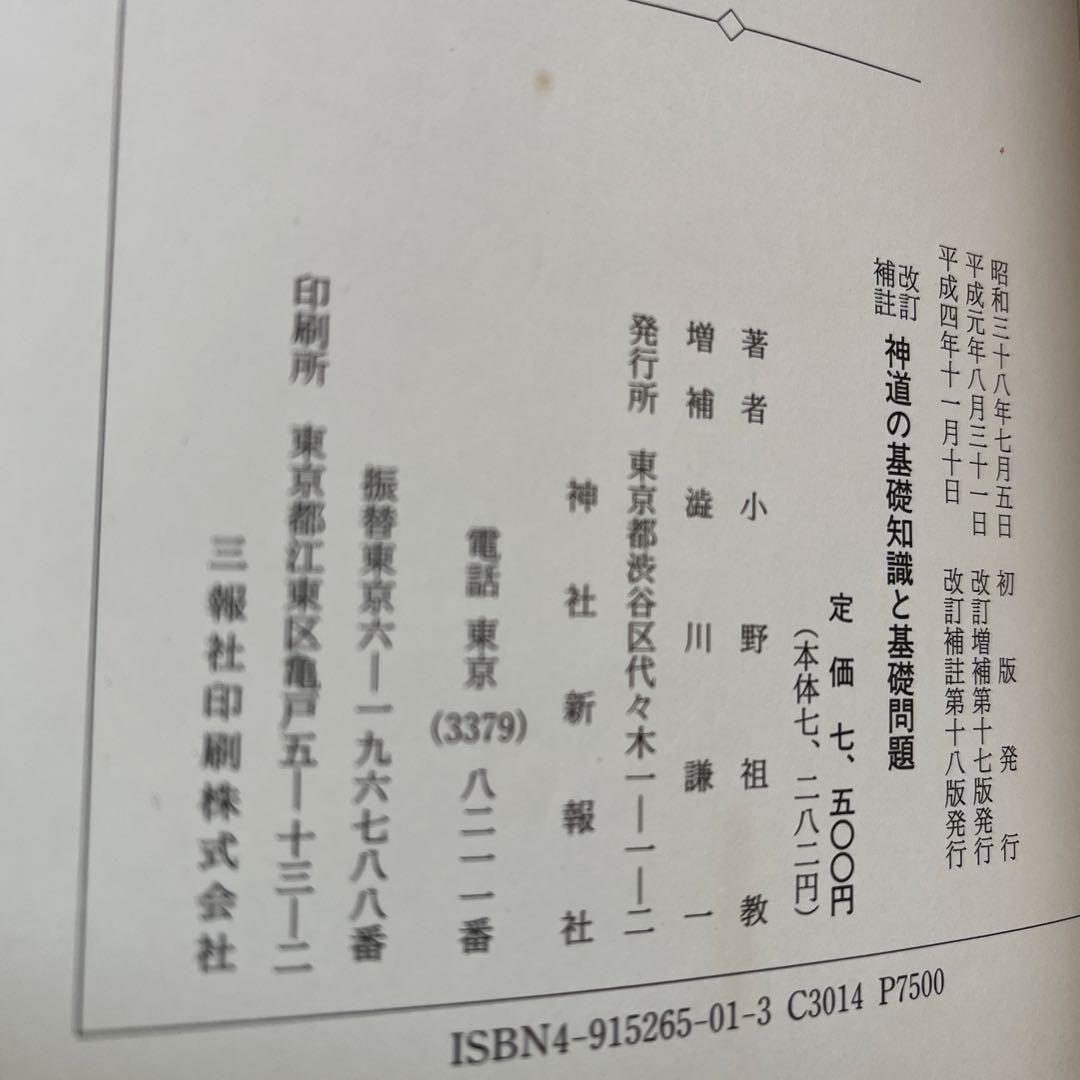 昭和三十八年七月五日 初版発行
平成元年八月三十一日 改訂増補第十七版発行
平成四年十一月十日 改訂補註第十八版発行
改訂補註 神道の基礎知識と基礎問題
定価七、五〇〇円
(本体七、二八二円)
著者 小野祖教
増補 澁川謙一
発行所 東京都渋谷区代々木一―一―二
神社新報社
電話 東京(3379)八二一一番
振替東京六―一九六七八八番
印刷所 東京都江東区亀戸五―十三―二
三報社印刷株式会社
ISBN4-915265-01-3 C3014 P7500